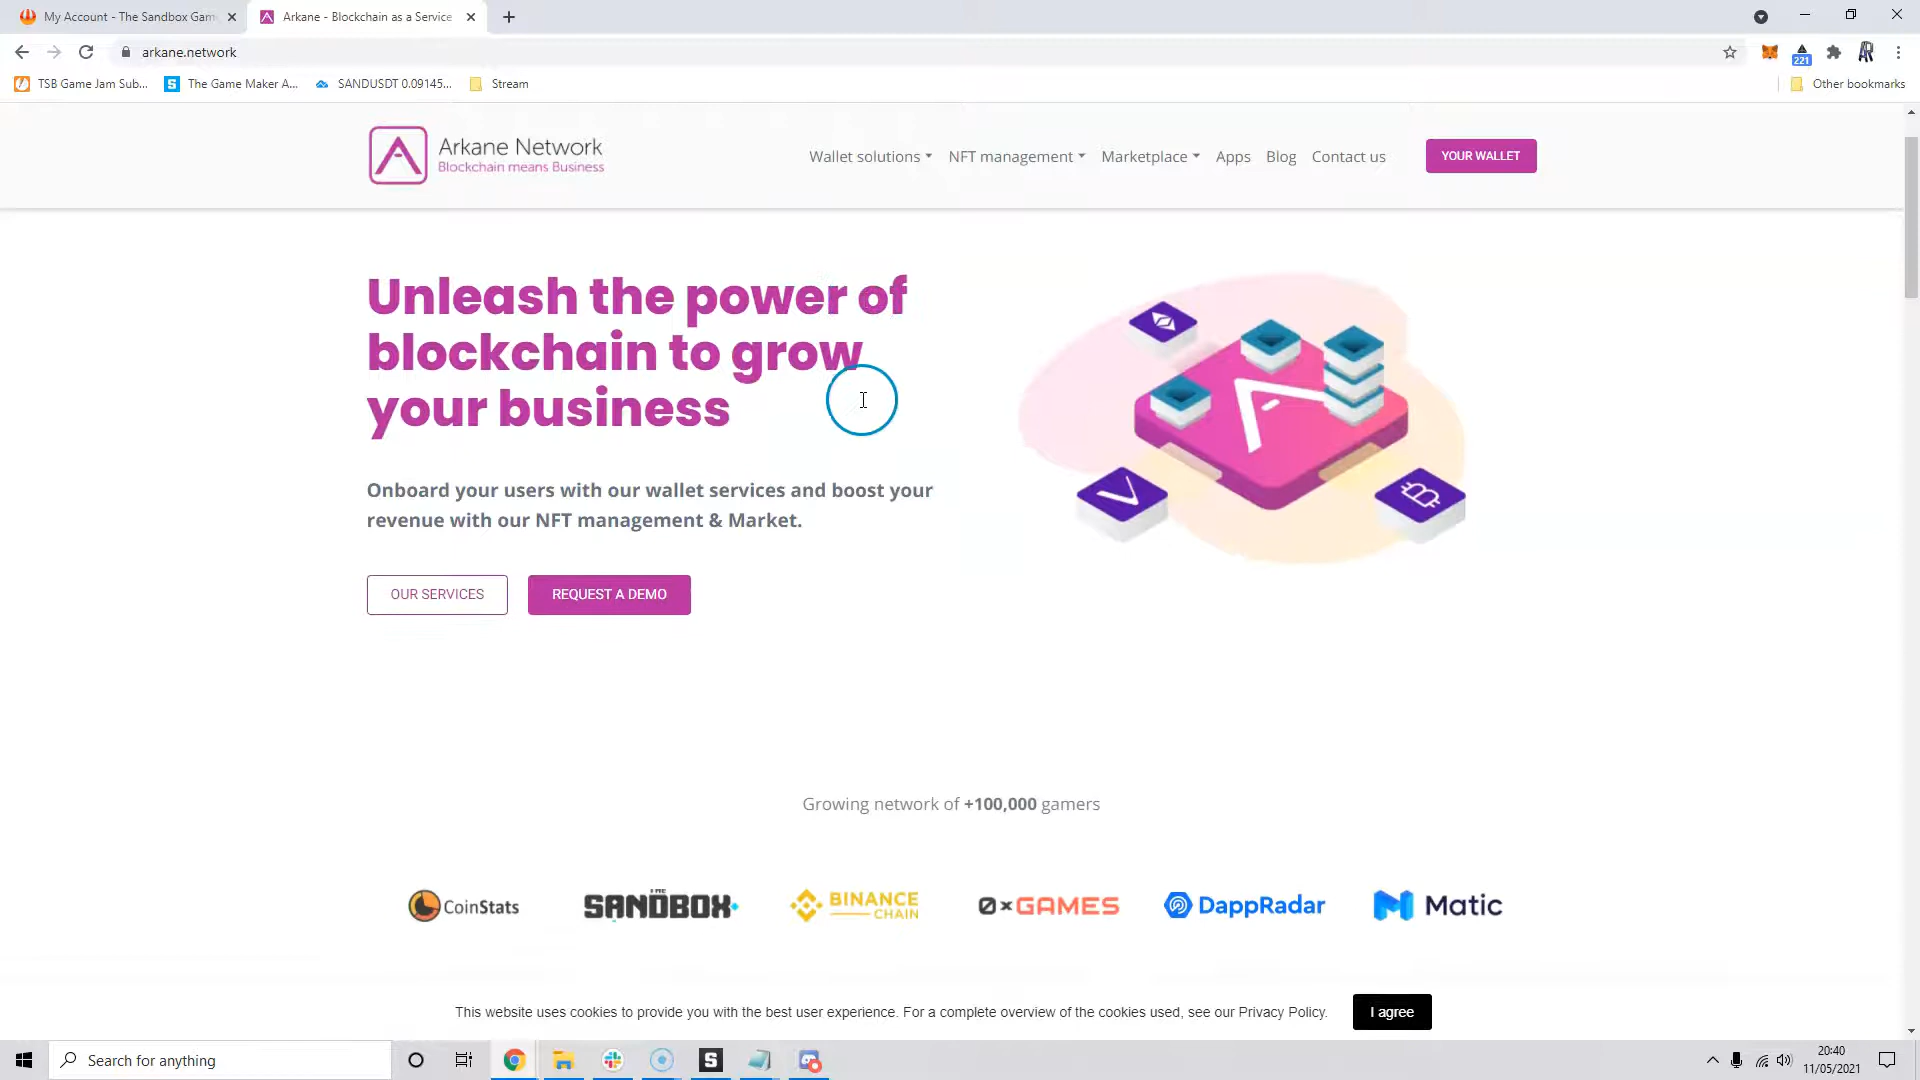 My Account - The Sandbox Gam
Arkane - Blockchain as a Service
arkane.network
221
TSB Game Jam Sub...
The Game Maker A...
SANDUSDT 0.09145...
Stream
Other bookmarks
Arkane Network
Blockchain means Business
Wallet solutions
NFT management
Marketplace
Apps
Blog
Contact us
YOUR WALLET
Unleash the power of
blockchain to grow
your business
Onboard your users with our wallet services and boost your
revenue with our NFT management & Market.
OUR SERVICES
REQUEST A DEMO
Growing network of +100,000 gamers
CoinStats
THE SANDBOX
BINANCE
CHAIN
0xGAMES
DappRadar
Matic
This website uses cookies to provide you with the best user experience. For a complete overview of the cookies used, see our Privacy Policy.
I agree
Search for anything
20:40
11/05/2021